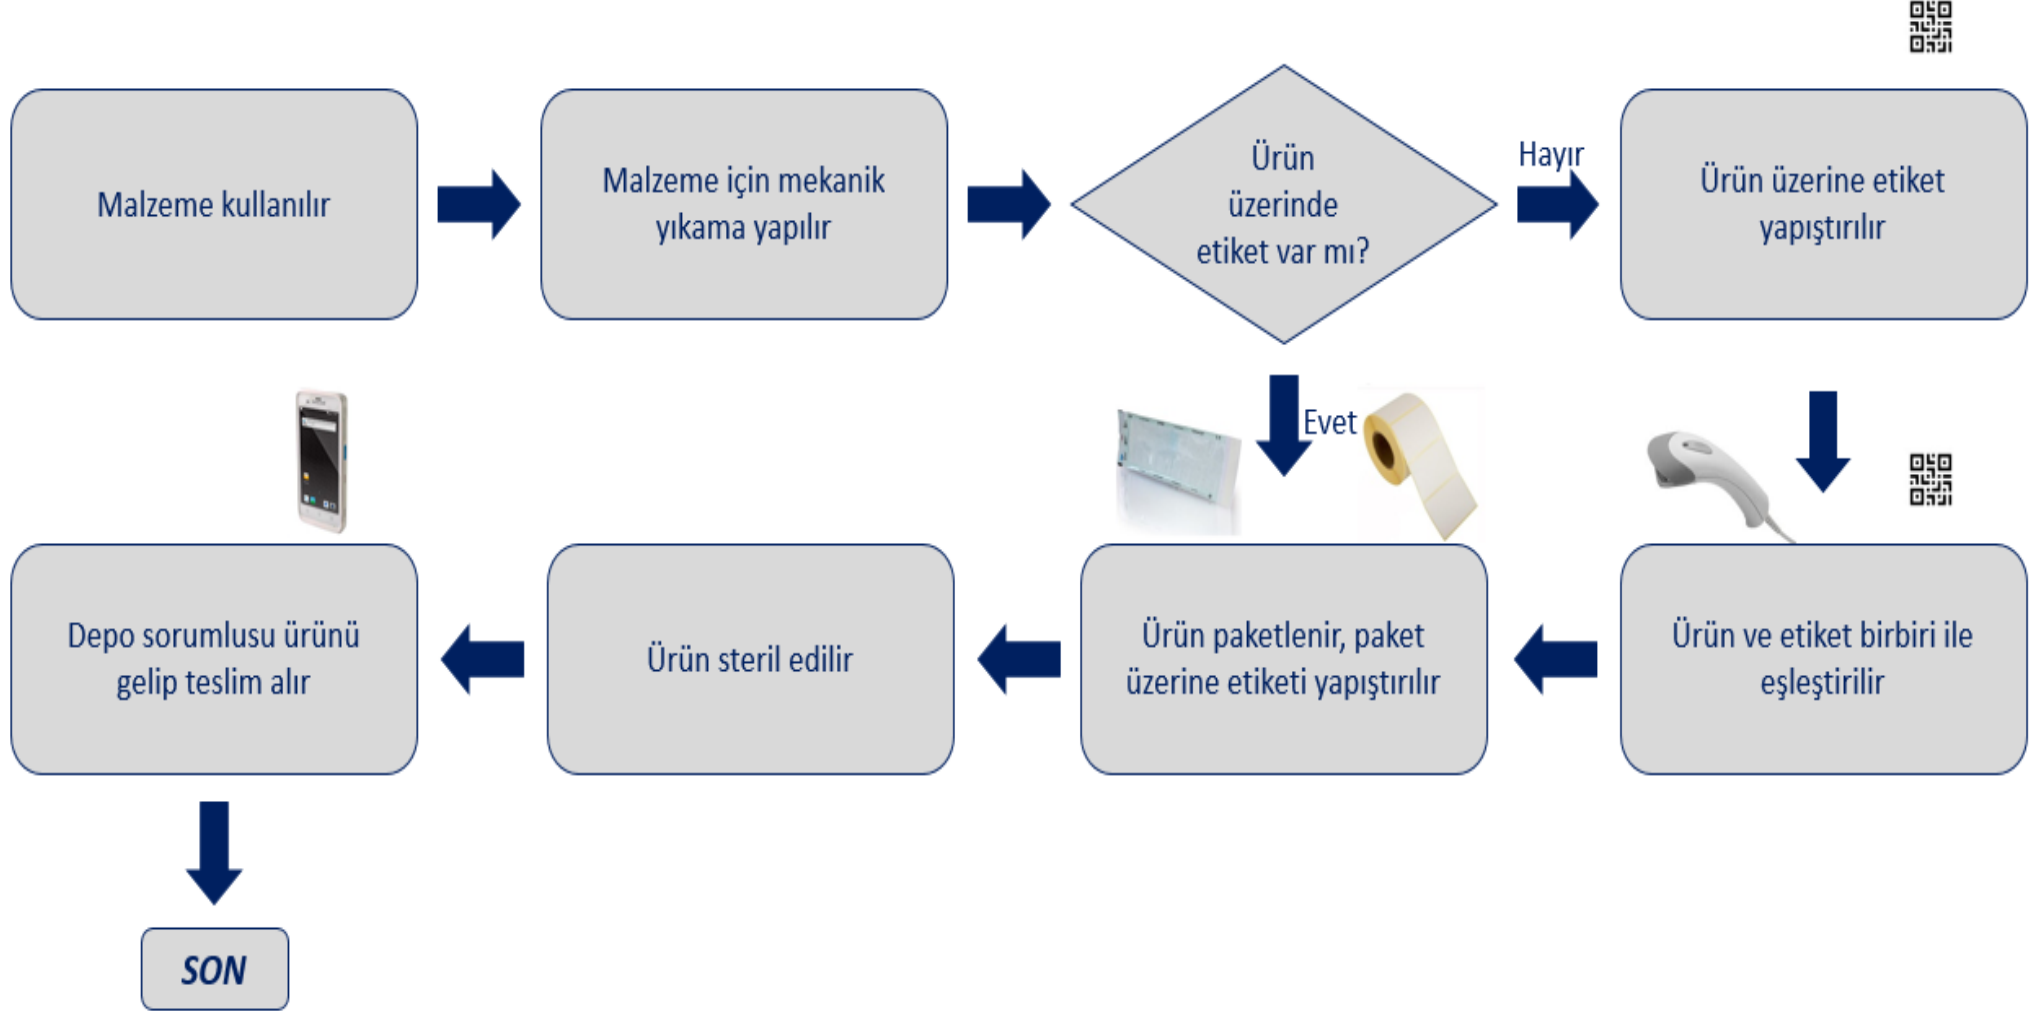 Malzeme kullanılır
Malzeme için mekanik
yıkama yapılır
Ürün
üzerinde
etiket var mı?
Hayır
Ürün üzerine etiket
yapıştırılır
Evet
Depo sorumlusu ürünü
gelip teslim alır
Ürün steril edilir
Ürün paketlenir, paket
üzerine etiketi yapıştırılır
Ürün ve etiket birbiri ile
eşleştirilir
SON